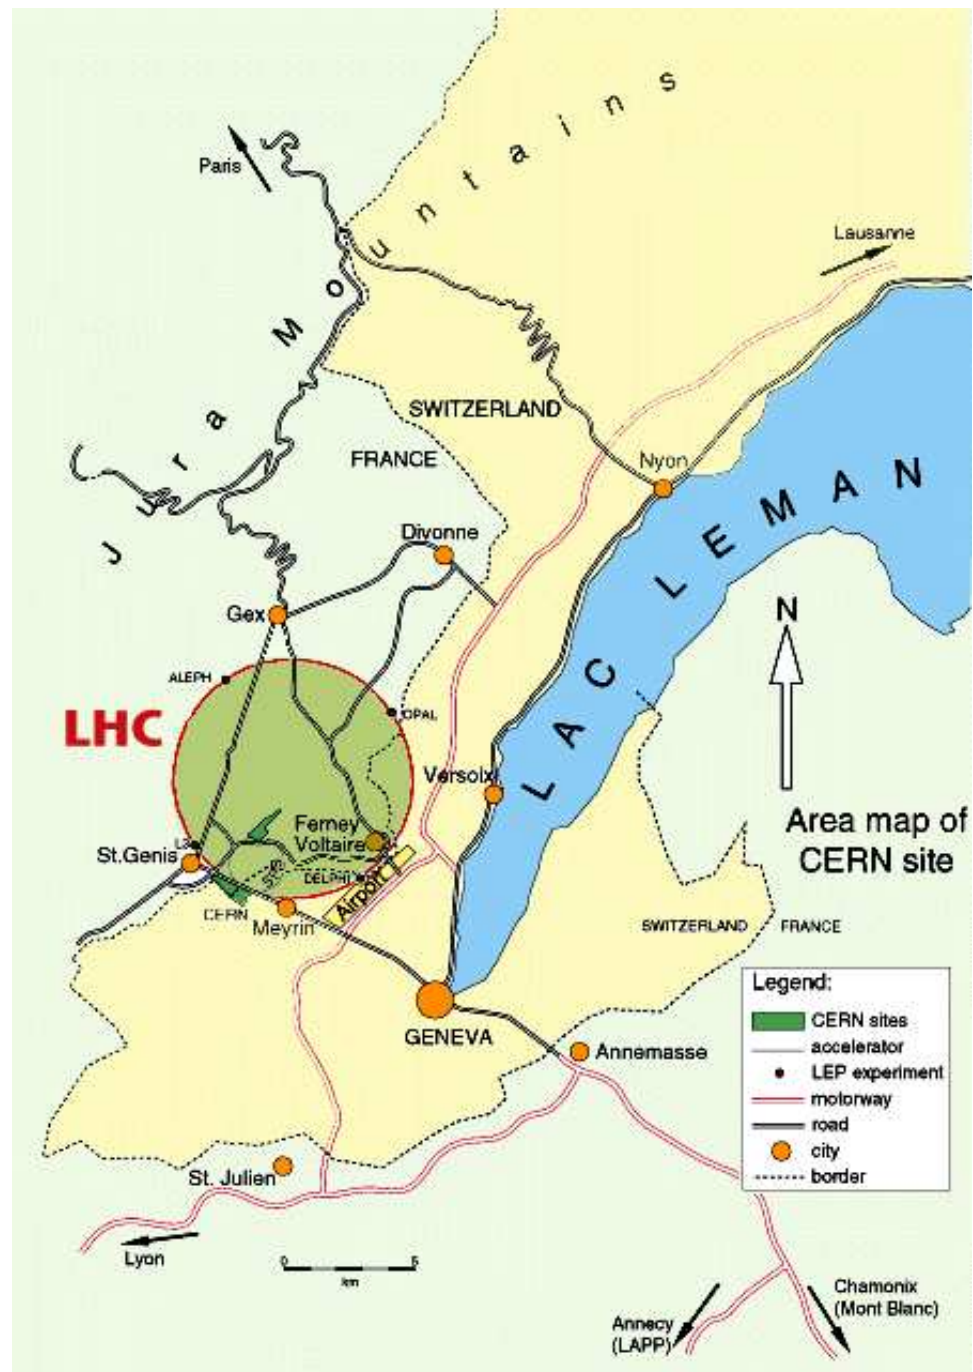 Jura Mountains
Paris
Lausanne
SWITZERLAND
FRANCE
Nyon
Divonne
LAC LEMAN
Gex
N
ALEPH
LHC
OPAL
Versoix
Area map of
CERN site
Ferney
Voltaire
L3
St.Genis
SPS
DELPHI
Airport
CERN
Meyrin
SWITZERLAND
FRANCE
GENEVA
Legend:
CERN sites
accelerator
LEP experiment
motorway
road
city
border
Annemasse
St. Julien
Lyon
0 5
km
Chamonix
(Mont Blanc)
Annecy
(LAPP)